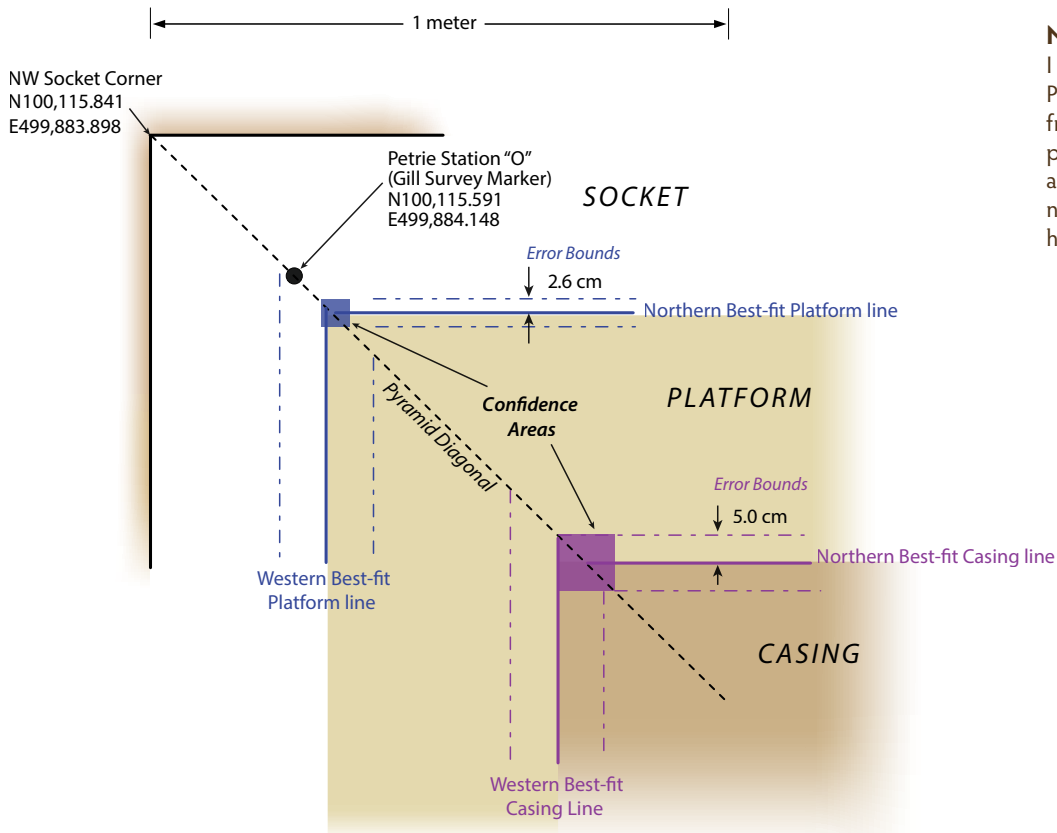 1 meter
NW Socket Corner
N100,115.841
E499,883.898
Petrie Station "O"
(Gill Survey Marker)
N100,115.591
E499,884.148
SOCKET
Error Bounds
2.6 cm
Northern Best-fit Platform line
PLATFORM
Pyramid Diagonal
Confidence
Areas
Error Bounds
5.0 cm
Northern Best-fit Casing line
Western Best-fit
Platform line
CASING
Western Best-fit
Casing Line
N
I
P
fr
p
a
n
h